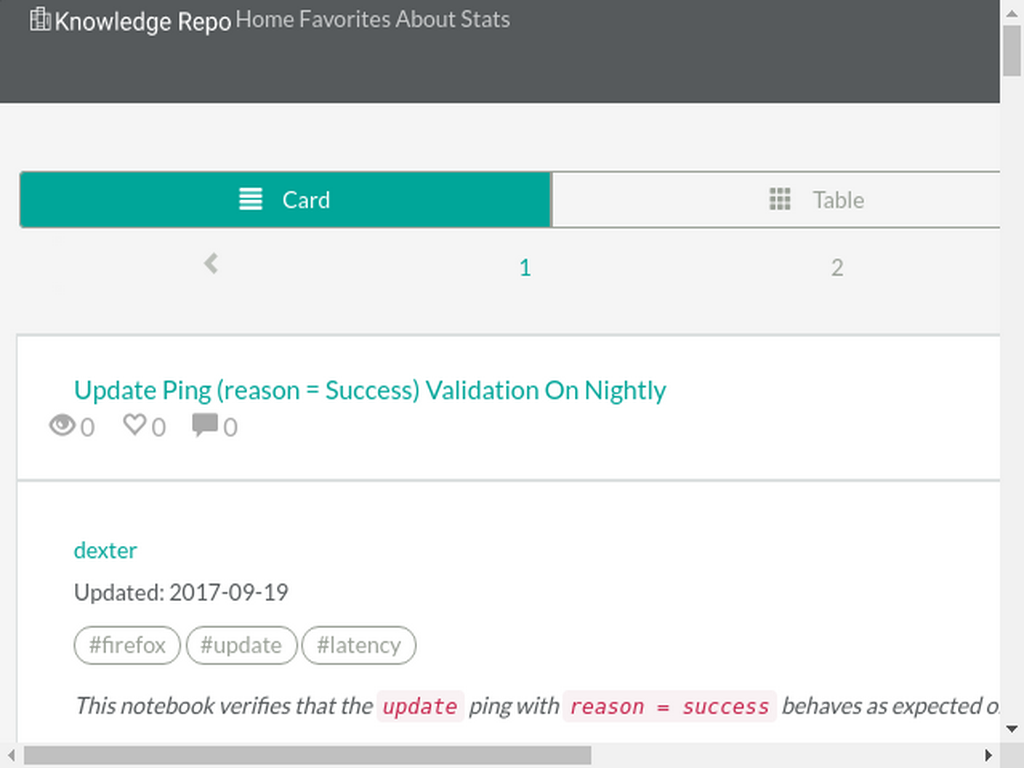 Knowledge Repo Home Favorites About Stats
Card Table
1 2
Update Ping (reason = Success) Validation On Nightly
0 0 0
dexter
Updated: 2017-09-19
#firefox #update #latency
This notebook verifies that the update ping with reason = success behaves as expected